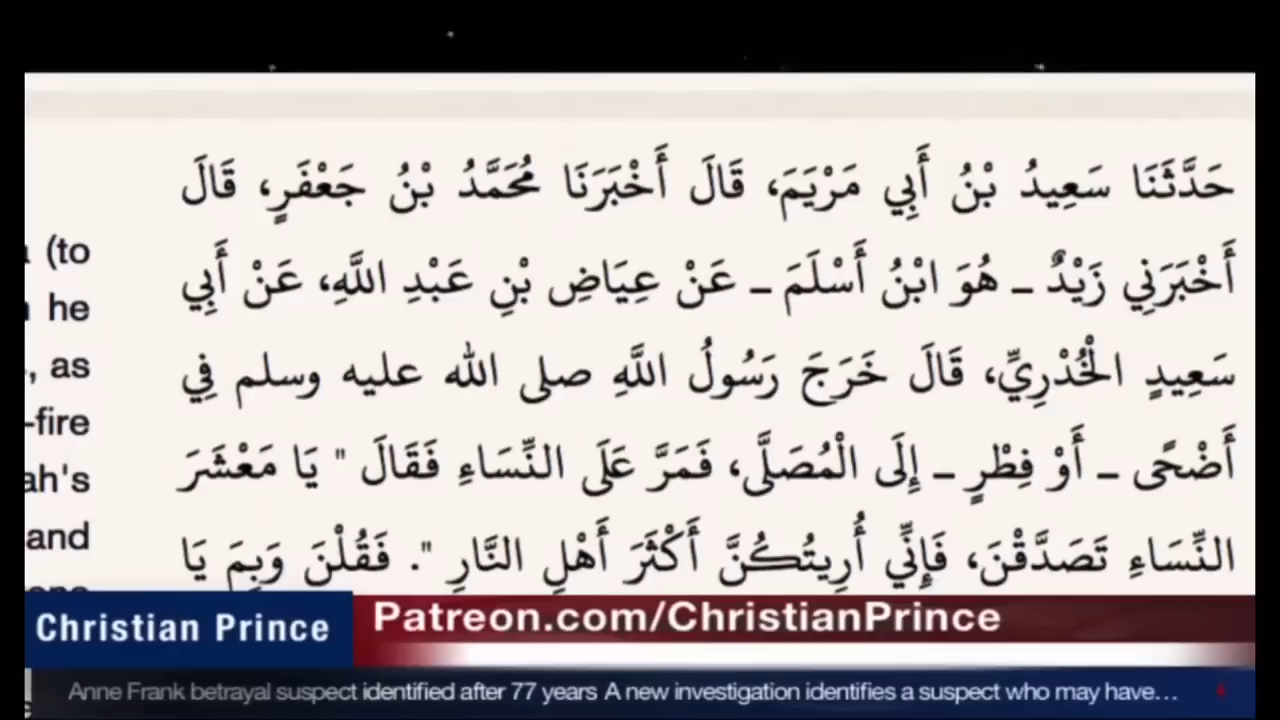 حَدَّثَنَا سَعِيدُ بْنُ أَبِي مَرْيَمَ، قَالَ أَخْبَرَنَا مُحَمَّدُ بْنُ جَعْفَرٍ، قَالَ
أَخْبَرَنِي زَيْدٌ ـ هُوَ ابْنُ أَسْلَمَ ـ عَنْ عِيَاضِ بْنِ عَبْدِ اللَّهِ، عَنْ أَبِي
سَعِيدٍ الْخُدْرِيِّ، قَالَ خَرَجَ رَسُولُ اللَّهِ صلى الله عليه وسلم فِي
أَضْحًى ـ أَوْ فِطْرٍ ـ إِلَى الْمُصَلَّى، فَمَرَّ عَلَى النِّسَاءِ فَقَالَ " يَا مَعْشَرَ
النِّسَاءِ تَصَدَّقْنَ، فَإِنِّي أُرِيتُكُنَّ أَكْثَرَ أَهْلِ النَّارِ ". فَقُلْنَ وَبِمَ يَا
(to
he
, as
-fire
ah's
and
Christian Prince
Patreon.com/ChristianPrince
Anne Frank betrayal suspect identified after 77 years A new investigation identifies a suspect who may have…